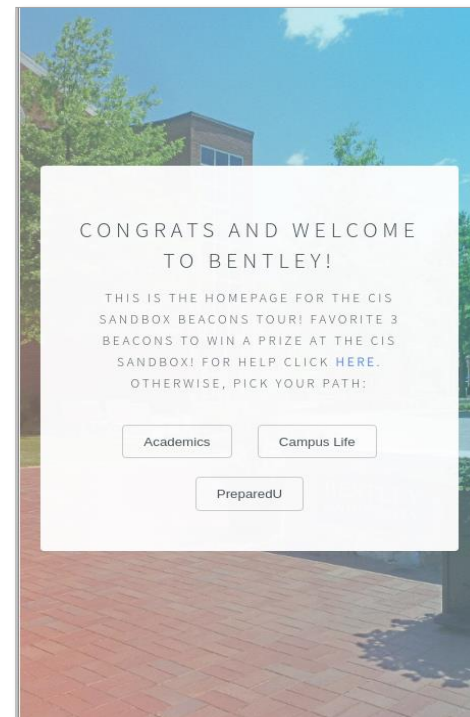 CONGRATS AND WELCOME
TO BENTLEY!
THIS IS THE HOMEPAGE FOR THE CIS
SANDBOX BEACONS TOUR! FAVORITE 3
BEACONS TO WIN A PRIZE AT THE CIS
SANDBOX! FOR HELP CLICK HERE.
OTHERWISE, PICK YOUR PATH:
Academics
Campus Life
PreparedU